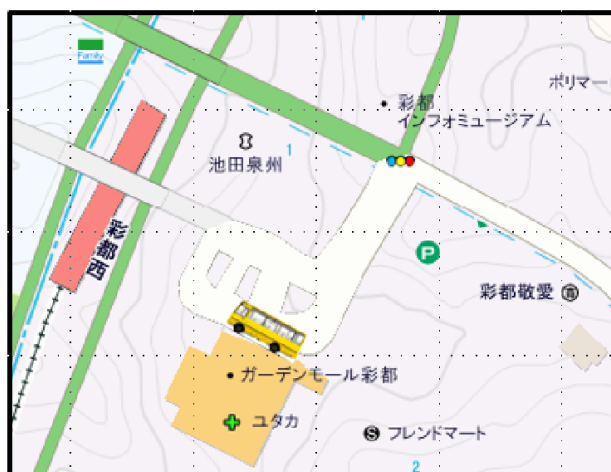 Family
ポリマー
彩都
インフォミュージアム
池田泉州
1
彩都西
P
彩都敬愛
ガーデンモール彩都
ユタカ
S フレンドマート
2